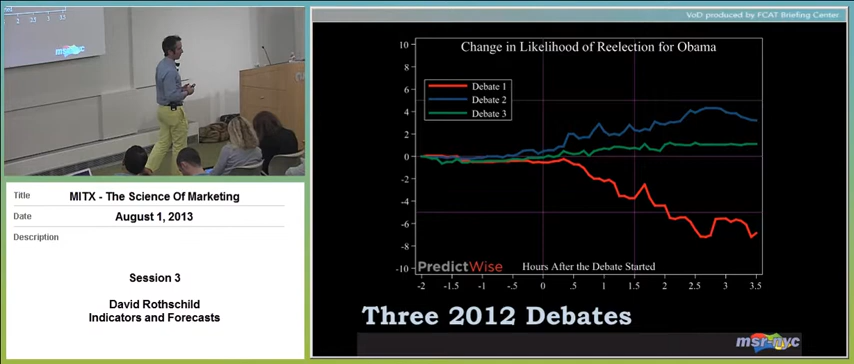 VoD produced by FCAT Briefing Center
msr-nyc
Title MITX - The Science Of Marketing
Date August 1, 2013
Description
Session 3
David Rothschild
Indicators and Forecasts
Change in Likelihood of Reelection for Obama
Debate 1
Debate 2
Debate 3
10
8
6
4
2
0
-2
-4
-6
-8
-10
PredictWise
Hours After the Debate Started
-2 -1.5 -1 -.5 0 0.5 1 1.5 2 2.5 3 3.5
Three 2012 Debates
msr-nyc